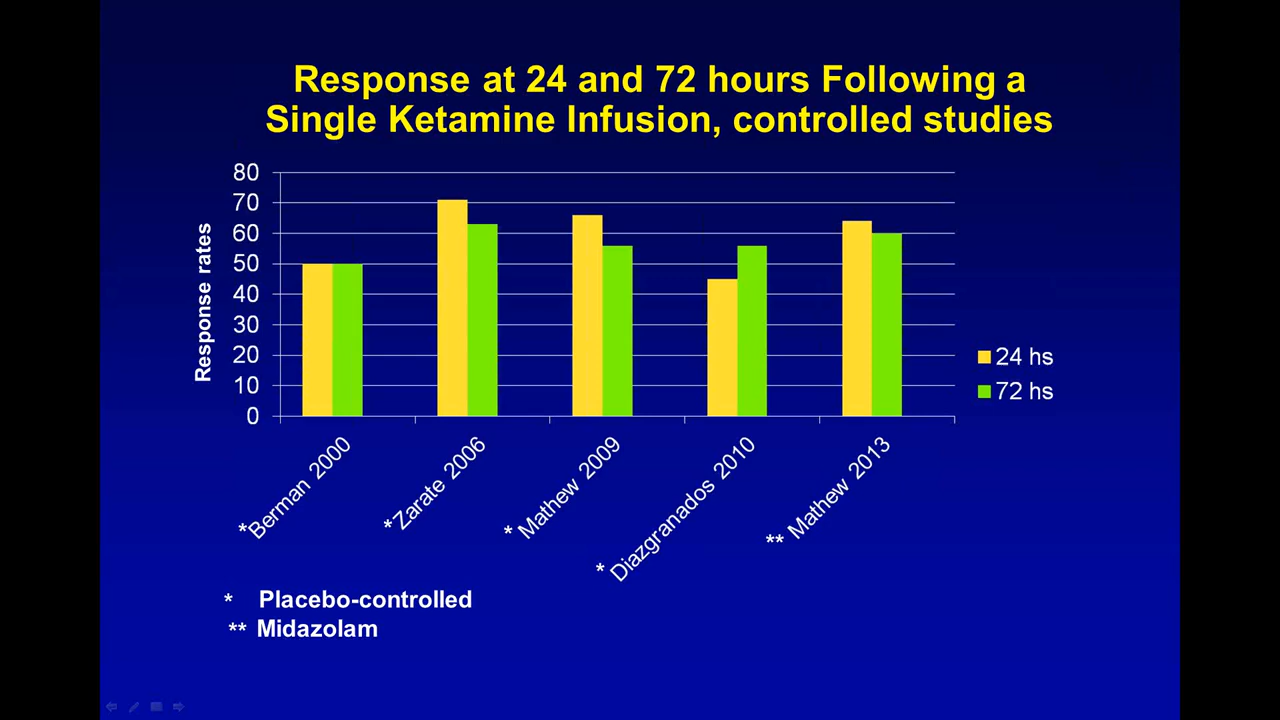 Response at 24 and 72 hours Following a
Single Ketamine Infusion, controlled studies
Response rates
80
70
60
50
40
30
20
10
0
24 hs
72 hs
*Berman 2000
*Zarate 2006
* Mathew 2009
* Diazgranados 2010
** Mathew 2013
* Placebo-controlled
** Midazolam